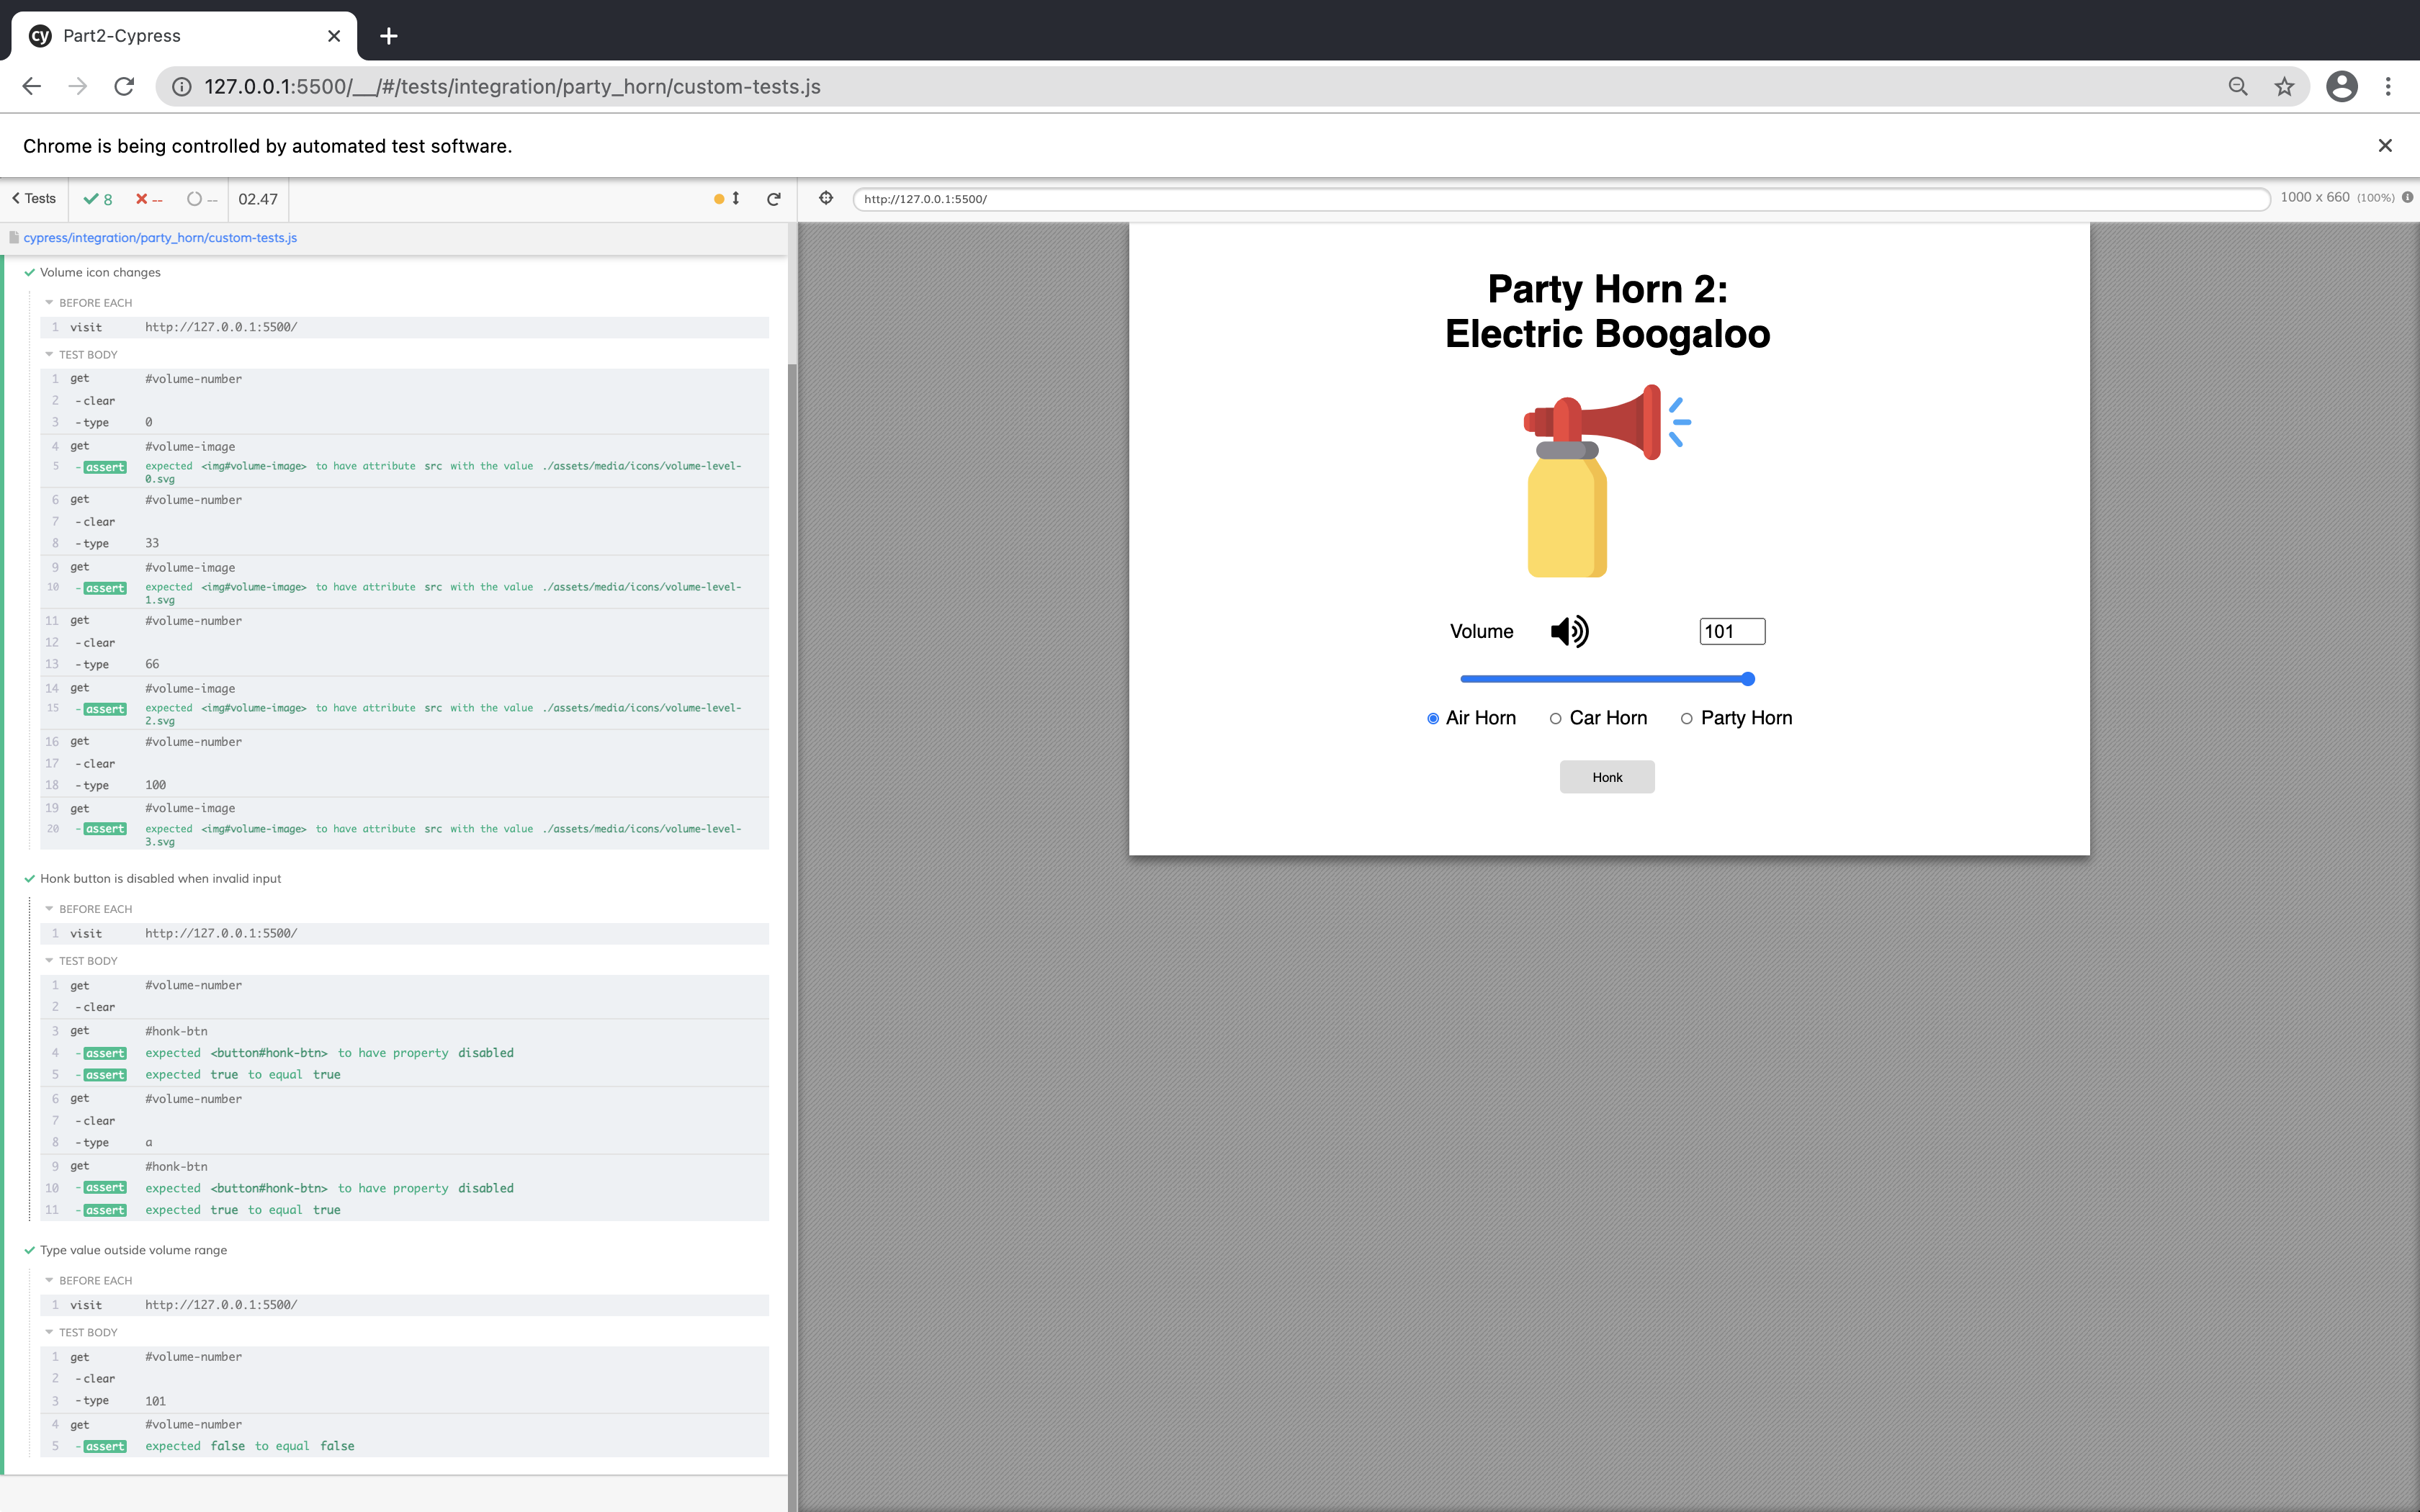 cy Part2-Cypress
127.0.0.1:5500/__/#/tests/integration/party_horn/custom-tests.js
Chrome is being controlled by automated test software.
Tests 8 -- -- 02.47
http://127.0.0.1:5500/ 1000 x 660 (100%)
cypress/integration/party_horn/custom-tests.js
Volume icon changes
BEFORE EACH
1 visit http://127.0.0.1:5500/
TEST BODY
1 get #volume-number
2 -clear
3 -type 0
4 get #volume-image
5 -assert expected <img#volume-image> to have attribute src with the value ./assets/media/icons/volume-level-
0.svg
6 get #volume-number
7 -clear
8 -type 33
9 get #volume-image
10 -assert expected <img#volume-image> to have attribute src with the value ./assets/media/icons/volume-level-
1.svg
11 get #volume-number
12 -clear
13 -type 66
14 get #volume-image
15 -assert expected <img#volume-image> to have attribute src with the value ./assets/media/icons/volume-level-
2.svg
16 get #volume-number
17 -clear
18 -type 100
19 get #volume-image
20 -assert expected <img#volume-image> to have attribute src with the value ./assets/media/icons/volume-level-
3.svg
Honk button is disabled when invalid input
BEFORE EACH
1 visit http://127.0.0.1:5500/
TEST BODY
1 get #volume-number
2 -clear
3 get #honk-btn
4 -assert expected <button#honk-btn> to have property disabled
5 -assert expected true to equal true
6 get #volume-number
7 -clear
8 -type a
9 get #honk-btn
10 -assert expected <button#honk-btn> to have property disabled
11 -assert expected true to equal true
Type value outside volume range
BEFORE EACH
1 visit http://127.0.0.1:5500/
TEST BODY
1 get #volume-number
2 -clear
3 -type 101
4 get #volume-number
5 -assert expected false to equal false
Party Horn 2:
Electric Boogaloo
Volume 101
Air Horn Car Horn Party Horn
Honk